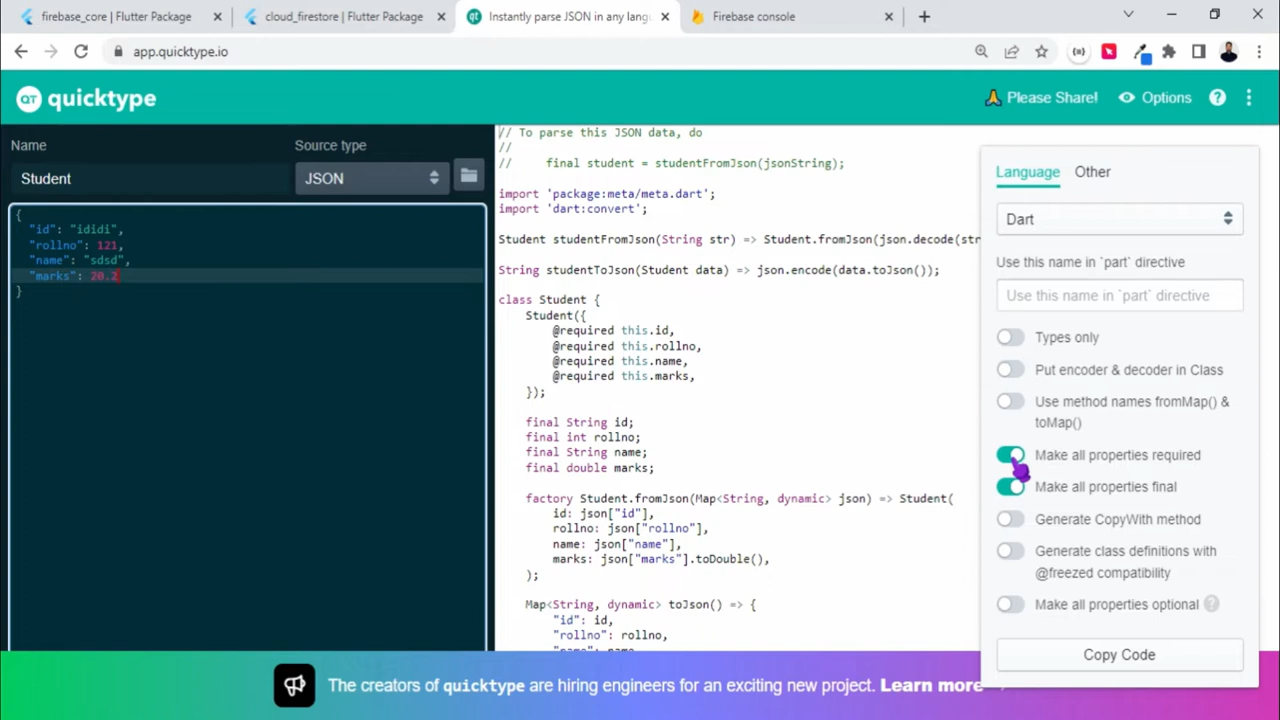 firebase_core | Flutter Package
cloud_firestore | Flutter Package
Instantly parse JSON in any langu
Firebase console
app.quicktype.io
QT quicktype
Please Share!
Options
Name
Source type
Student
JSON
{
"id": "ididi",
"rollno": 121,
"name": "sdsd",
"marks": 20.2
}
// To parse this JSON data, do
//
// final student = studentFromJson(jsonString);
import 'package:meta/meta.dart';
import 'dart:convert';
Student studentFromJson(String str) => Student.fromJson(json.decode(str
String studentToJson(Student data) => json.encode(data.toJson());
class Student {
Student({
@required this.id,
@required this.rollno,
@required this.name,
@required this.marks,
});
final String id;
final int rollno;
final String name;
final double marks;
factory Student.fromJson(Map<String, dynamic> json) => Student(
id: json["id"],
rollno: json["rollno"],
name: json["name"],
marks: json["marks"].toDouble(),
);
Map<String, dynamic> toJson() => {
"id": id,
"rollno": rollno,
"name": name
Language
Other
Dart
Use this name in `part` directive
Use this name in `part` directive
Types only
Put encoder & decoder in Class
Use method names fromMap() &
toMap()
Make all properties required
Make all properties final
Generate CopyWith method
Generate class definitions with
@freezed compatibility
Make all properties optional ?
Copy Code
The creators of quicktype are hiring engineers for an exciting new project. Learn more